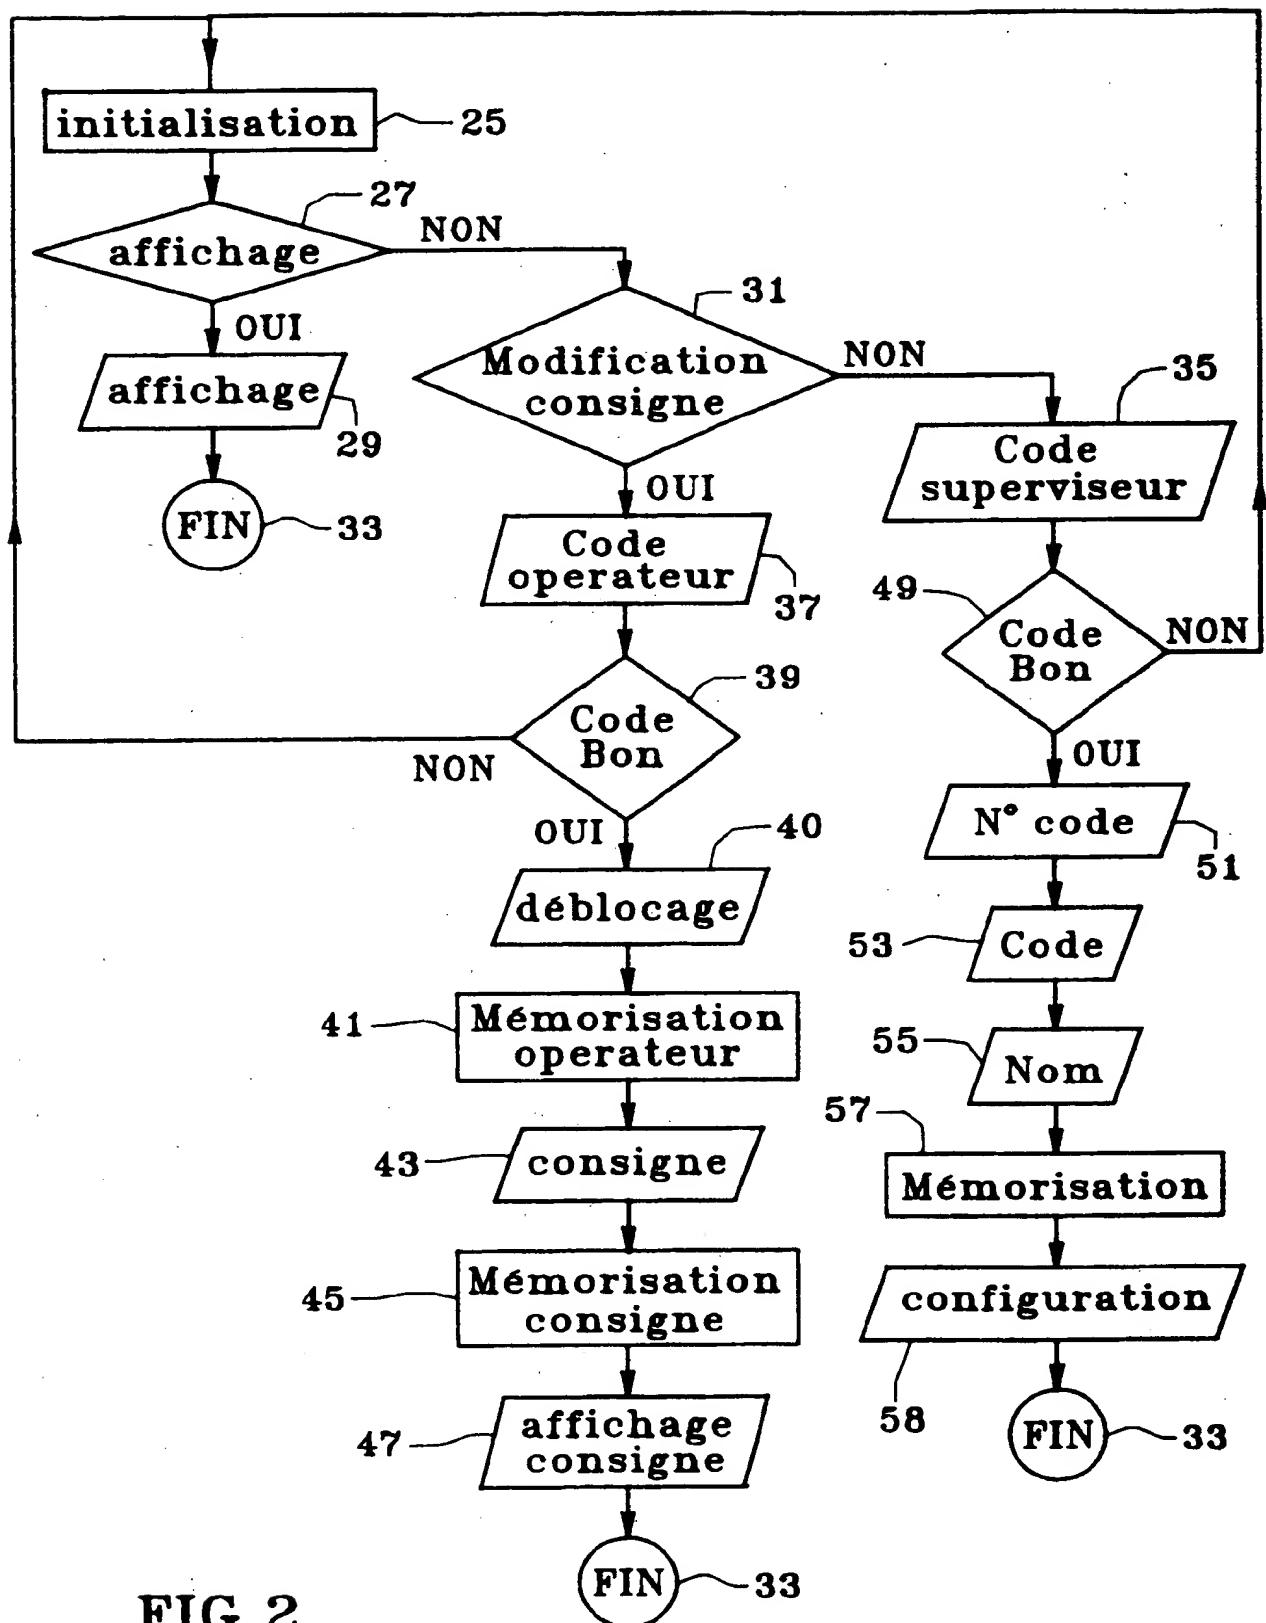 initialisation
25
27
affichage
NON
OUI
affichage
29
FIN
33
31
Modification
consigne
NON
OUI
35
Code
superviseur
Code
operateur
37
39
Code
Bon
NON
OUI
49
Code
Bon
NON
OUI
40
déblocage
41
Mémorisation
operateur
43
consigne
45
Mémorisation
consigne
47
affichage
consigne
FIN
33
N° code
51
53
Code
55
Nom
57
Mémorisation
configuration
58
FIN
33
FIG 2